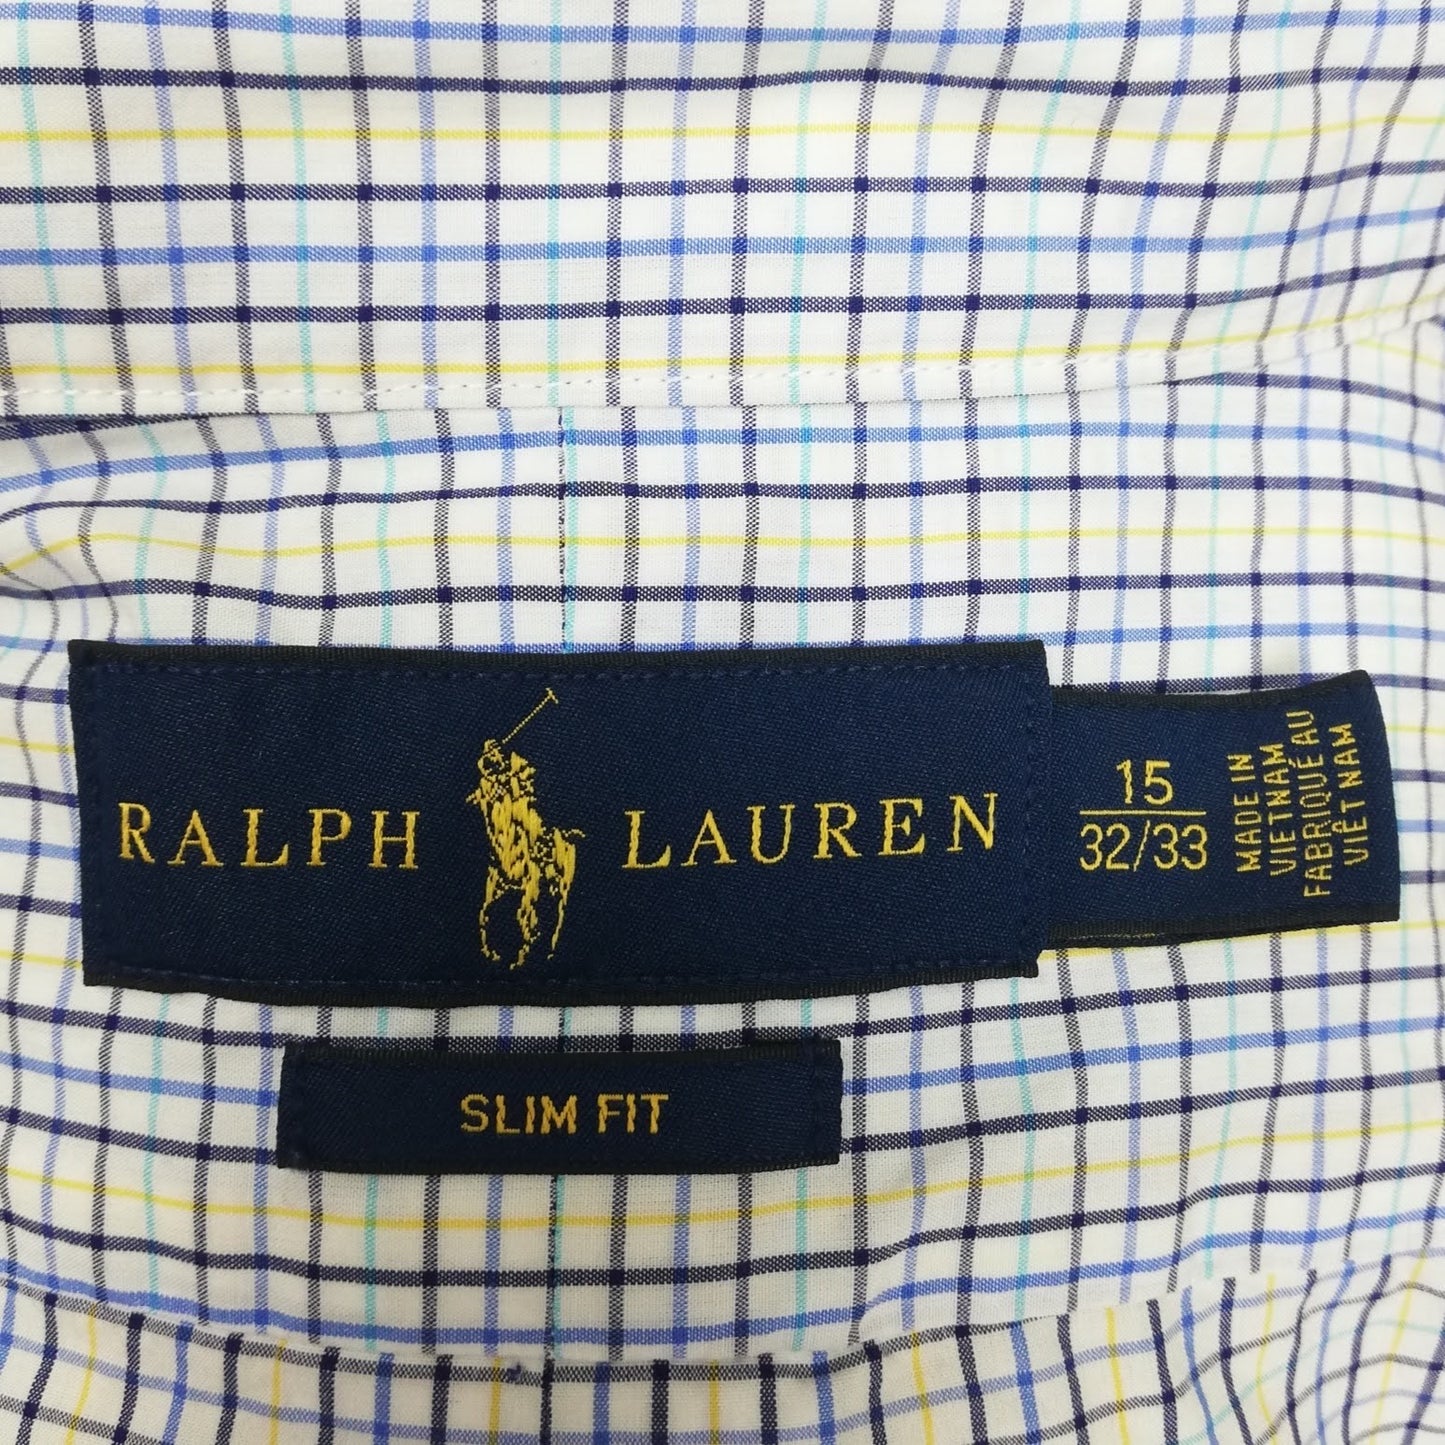 RALPH LAUREN
15
32/33
MADE IN
VIETNAM
FABRIQUÉ AU
VIÊT NAM
SLIM FIT